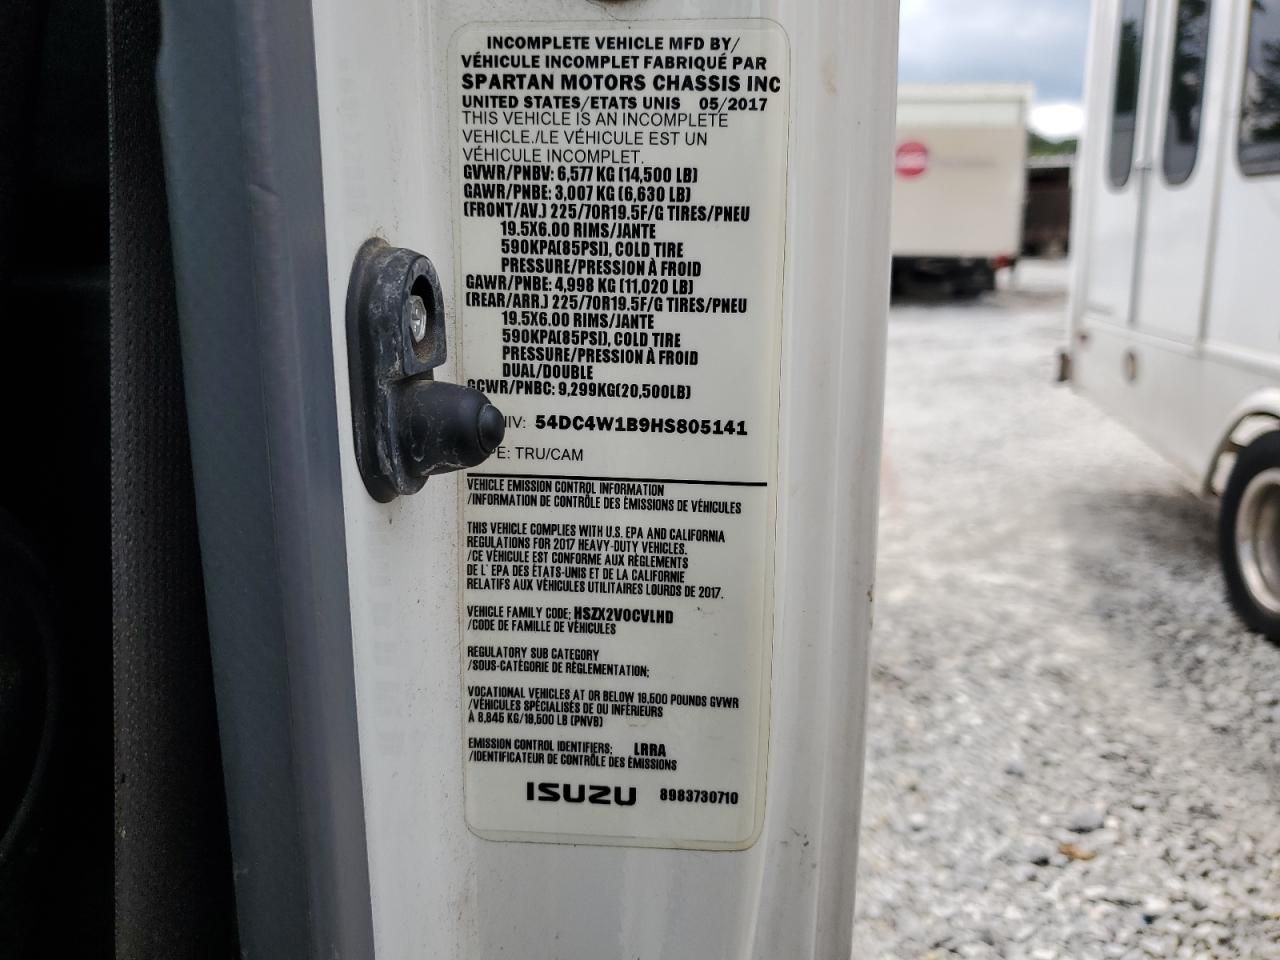 INCOMPLETE VEHICLE MFD BY/
VÉHICULE INCOMPLET FABRIQUÉ PAR
SPARTAN MOTORS CHASSIS INC
UNITED STATES/ETATS UNIS 05/2017
THIS VEHICLE IS AN INCOMPLETE
VEHICLE./LE VÉHICULE EST UN
VÉHICULE INCOMPLET.
GVWR/PNBV: 6,577 KG (14,500 LB)
GAWR/PNBE: 3,007 KG (6,630 LB)
(FRONT/AV.) 225/70R19.5F/G TIRES/PNEU
19.5X6.00 RIMS/JANTE
590KPA(85PSI), COLD TIRE
PRESSURE/PRESSION À FROID
GAWR/PNBE: 4,998 KG (11,020 LB)
(REAR/ARR.) 225/70R19.5F/G TIRES/PNEU
19.5X6.00 RIMS/JANTE
590KPA(85PSI), COLD TIRE
PRESSURE/PRESSION À FROID
DUAL/DOUBLE
GCWR/PNBC: 9,299KG(20,500LB)
NIV: 54DC4W1B9HS805141
PE: TRU/CAM
VEHICLE EMISSION CONTROL INFORMATION
/INFORMATION DE CONTRÔLE DES ÉMISSIONS DE VÉHICULES
THIS VEHICLE COMPLIES WITH U.S. EPA AND CALIFORNIA
REGULATIONS FOR 2017 HEAVY-DUTY VEHICLES.
/CE VÉHICULE EST CONFORME AUX RÈGLEMENTS
DE L' EPA DES ÉTATS-UNIS ET DE LA CALIFORNIE
RELATIFS AUX VÉHICULES UTILITAIRES LOURDS DE 2017.
VEHICLE FAMILY CODE; HSZX2VOCVLHD
/CODE DE FAMILLE DE VÉHICULES
REGULATORY SUB CATEGORY
/SOUS-CATÉGORIE DE RÉGLEMENTATION;
VOCATIONAL VEHICLES AT OR BELOW 19,500 POUNDS GVWR
/VÉHICULES SPÉCIALISÉS DE OU INFÉRIEURS
À 8,845 KG/19,500 LB (PNVB)
EMISSION CONTROL IDENTIFIERS: LRRA
/IDENTIFICATEUR DE CONTRÔLE DES ÉMISSIONS
ISUZU 8983730710